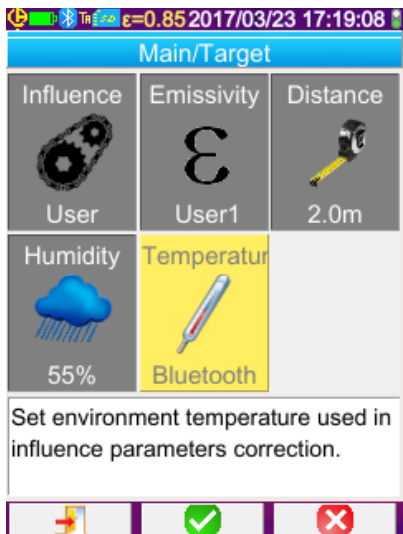 TA ε=0.85 2017/03/23 17:19:08
Main/Target
Influence Emissivity Distance
ε
User User1 2.0m
Humidity Temperatur
55% Bluetooth
Set environment temperature used in
influence parameters correction.